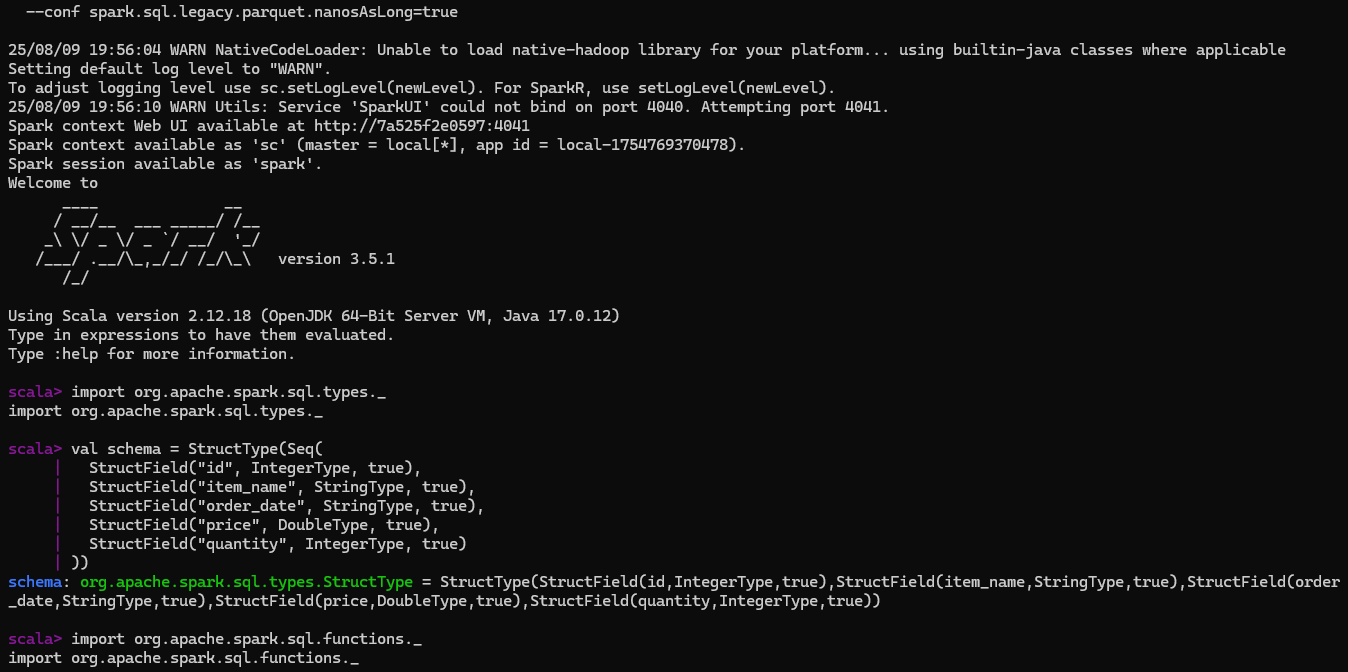 --conf spark.sql.legacy.parquet.nanosAsLong=true
25/08/09 19:56:04 WARN NativeCodeLoader: Unable to load native-hadoop library for your platform... using builtin-java classes where applicable
Setting default log level to "WARN".
To adjust logging level use sc.setLogLevel(newLevel). For SparkR, use setLogLevel(newLevel).
25/08/09 19:56:10 WARN Utils: Service 'SparkUI' could not bind on port 4040. Attempting port 4041.
Spark context Web UI available at http://7a525f2e0597:4041
Spark context available as 'sc' (master = local[*], app id = local-1754769370478).
Spark session available as 'spark'.
Welcome to
      ____              __
     / __/__  ___ _____/ /__
    _\ \/ _ \/ _ `/ __/  '_/
   /___/ .__/\_,_/_/ /_/\_\   version 3.5.1
      /_/
Using Scala version 2.12.18 (OpenJDK 64-Bit Server VM, Java 17.0.12)
Type in expressions to have them evaluated.
Type :help for more information.
scala> import org.apache.spark.sql.types._
import org.apache.spark.sql.types._
scala> val schema = StructType(Seq(
     |   StructField("id", IntegerType, true),
     |   StructField("item_name", StringType, true),
     |   StructField("order_date", StringType, true),
     |   StructField("price", DoubleType, true),
     |   StructField("quantity", IntegerType, true)
     | ))
schema: org.apache.spark.sql.types.StructType = StructType(StructField(id,IntegerType,true),StructField(item_name,StringType,true),StructField(order
_date,StringType,true),StructField(price,DoubleType,true),StructField(quantity,IntegerType,true))
scala> import org.apache.spark.sql.functions._
import org.apache.spark.sql.functions._